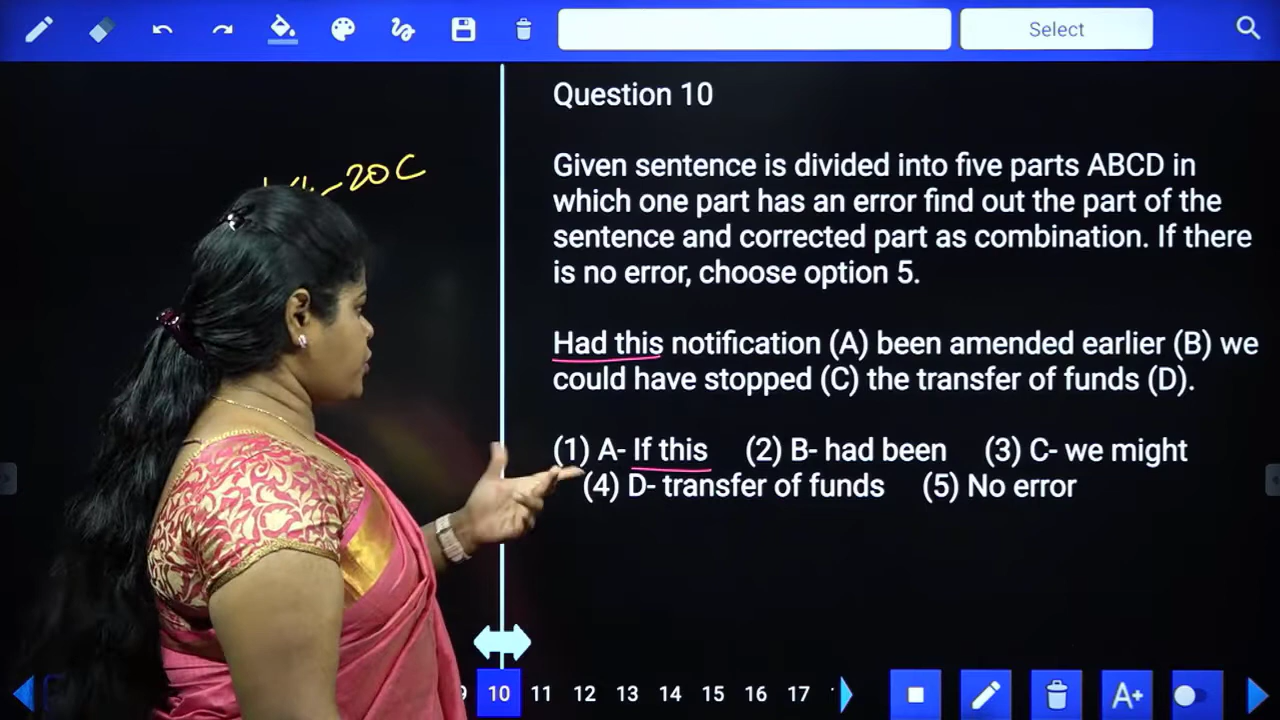 Select
Question 10
Given sentence is divided into five parts ABCD in
which one part has an error find out the part of the
sentence and corrected part as combination. If there
is no error, choose option 5.
Had this notification (A) been amended earlier (B) we
could have stopped (C) the transfer of funds (D).
(1) A- If this (2) B- had been (3) C- we might
(4) D- transfer of funds (5) No error
-20C
10 11 12 13 14 15 16 17
A+